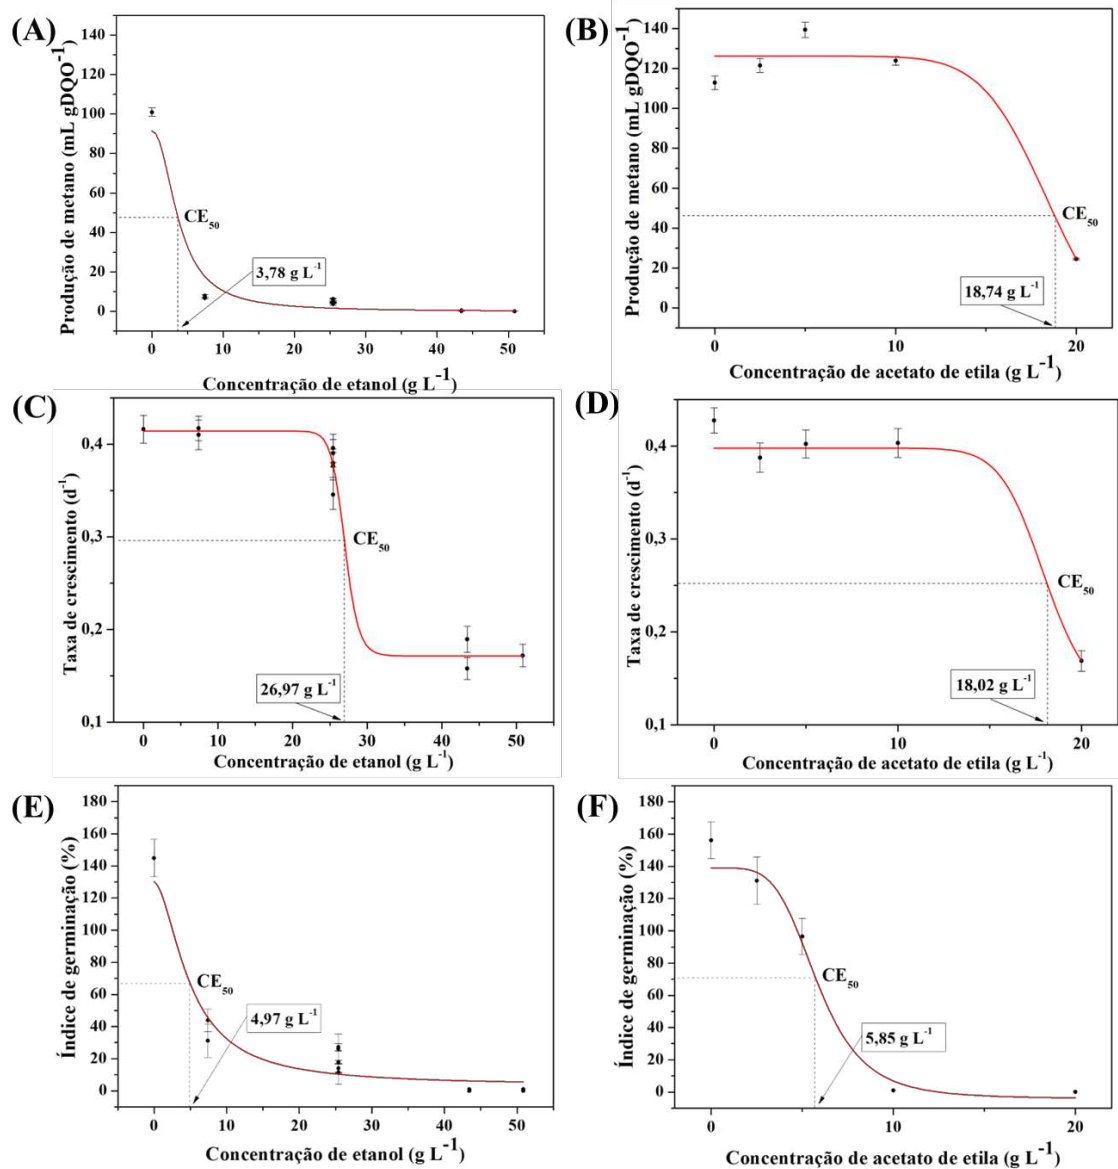 (A)
Produção de metano (mL gDQO⁻¹)
140
120
100
80
60
40
20
0
CE₅₀
3,78 g L⁻¹
0 10 20 30 40 50
Concentração de etanol (g L⁻¹)
(B)
Produção de metano (mL gDQO⁻¹)
140
120
100
80
60
40
20
0
CE₅₀
18,74 g L⁻¹
0 10 20
Concentração de acetato de etila (g L⁻¹)
(C)
Taxa de crescimento (d⁻¹)
0,4
0,3
0,2
0,1
CE₅₀
26,97 g L⁻¹
0 10 20 30 40 50
Concentração de etanol (g L⁻¹)
(D)
Taxa de crescimento (d⁻¹)
0,4
0,3
0,2
0,1
CE₅₀
18,02 g L⁻¹
0 10 20
Concentração de acetato de etila (g L⁻¹)
(E)
Índice de germinação (%)
180
160
140
120
100
80
60
40
20
0
CE₅₀
4,97 g L⁻¹
0 10 20 30 40 50
Concentração de etanol (g L⁻¹)
(F)
Índice de germinação (%)
180
160
140
120
100
80
60
40
20
0
CE₅₀
5,85 g L⁻¹
0 5 10 15 20
Concentração de acetato de etila (g L⁻¹)